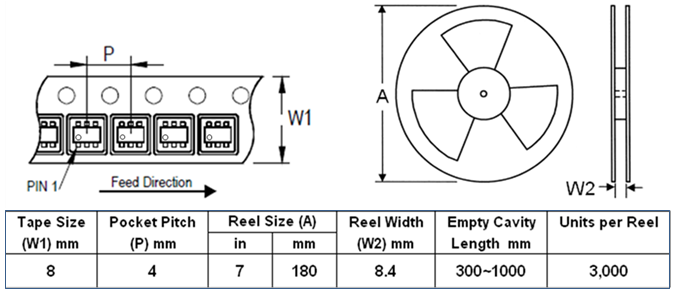 P
W1
PIN 1
Feed Direction
A
W2
Tape Size Pocket Pitch Reel Size (A) Reel Width Empty Cavity Units per Reel
(W1) mm (P) mm in mm (W2) mm Length mm
8 4 7 180 8.4 300~1000 3,000